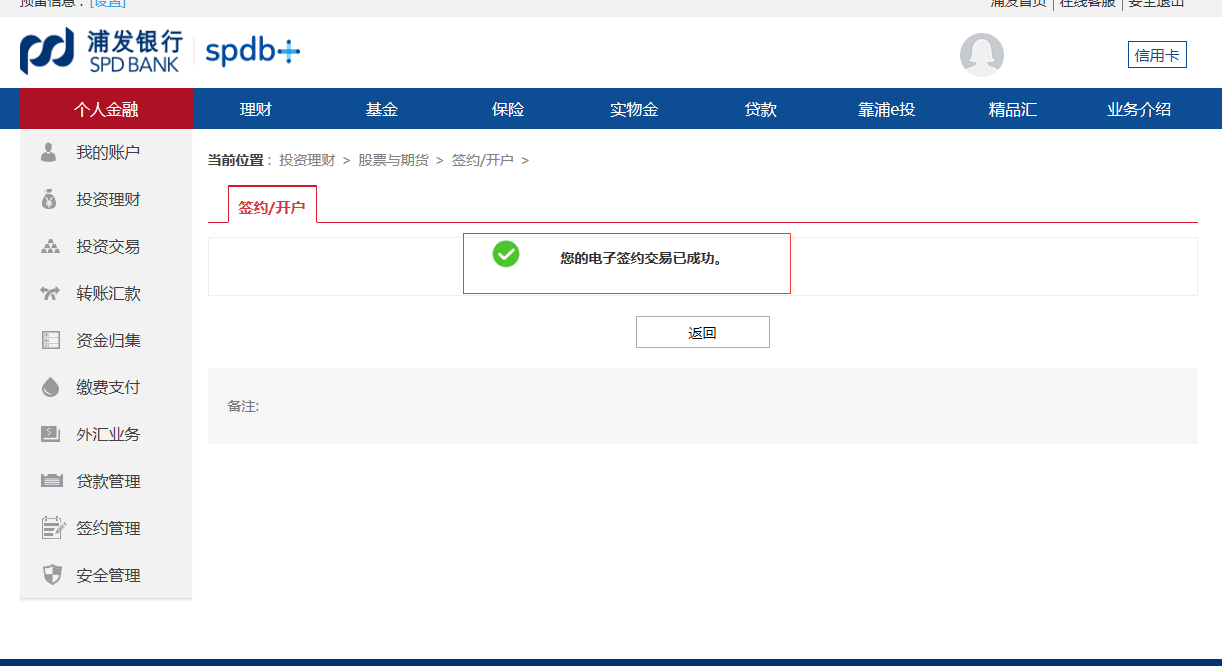 预留信息：[设置]
浦发首页 | 在线客服 | 安全退出
浦发银行
SPD BANK
spdb+
信用卡
个人金融 理财 基金 保险 实物金 贷款 靠浦e投 精品汇 业务介绍
我的账户
投资理财
投资交易
转账汇款
资金归集
缴费支付
外汇业务
贷款管理
签约管理
安全管理
当前位置： 投资理财 > 股票与期货 > 签约/开户 >
签约/开户
您的电子签约交易已成功。
返回
备注: